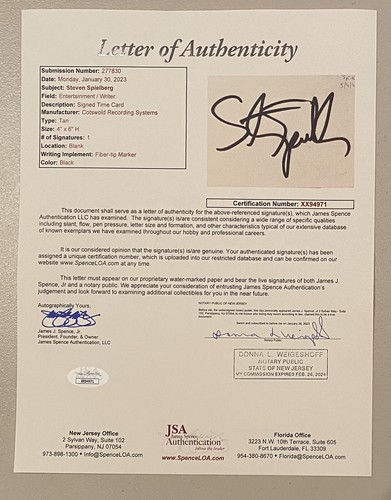 Letter of Authenticity
Submission Number: 277830
Date: Monday, January 30, 2023
Subject: Steven Spielberg
Field: Entertainment / Writer
Description: Signed Time Card
Manufacturer: Cotswold Recording Systems
Type: Tan
Size: 4" x 6" H
# of Signatures: 1
Location: Blank
Writing Implement: Fiber-tip Marker
Color: Black
Certification Number: XX94971
This document shall serve as a letter of authenticity for the above-referenced signature(s), which James Spence
Authentication LLC has examined. The signature(s) is/are consistent considering a wide range of specific qualities
including slant, flow, pen pressure, letter size and formation, and other characteristics typical of our extensive database
of known exemplars we have examined throughout our hobby and professional careers.
It is our considered opinion that the signature(s) is/are genuine. Your authenticated signature(s) has been
assigned a unique certification number, which is uploaded into our restricted database and can be confirmed on our
website www.SpenceLOA.com at any time.
This letter must appear on our proprietary water-marked paper and bear the live signatures of both James J.
Spence, Jr and a notary public. We appreciate your consideration of entrusting James Spence Authentication's
judgement and look forward to examining additional collectibles for you in the near future.
Autographically Yours,
James J. Spence, Jr.
President, Founder, & Owner
James Spence Authentication, LLC
NOTARY PUBLIC OF NEW JERSEY
Notary Public
DONNA L. WEIGESHOFF
NOTARY PUBLIC
STATE OF NEW JERSEY
MY COMMISSION EXPIRES FEB. 28, 2024
JSA
XX94971
New Jersey Office
2 Sylvan Way, Suite 102
Parsippany, NJ 07054
973-898-1300 * Info@SpenceLOA.com
JSA
James Spence
Authentication
www.SpenceLOA.com
Florida Office
3223 N.W. 10th Terrace, Suite 605
Fort Lauderdale, FL 33309
954-380-8670 * Florida@SpenceLOA.com